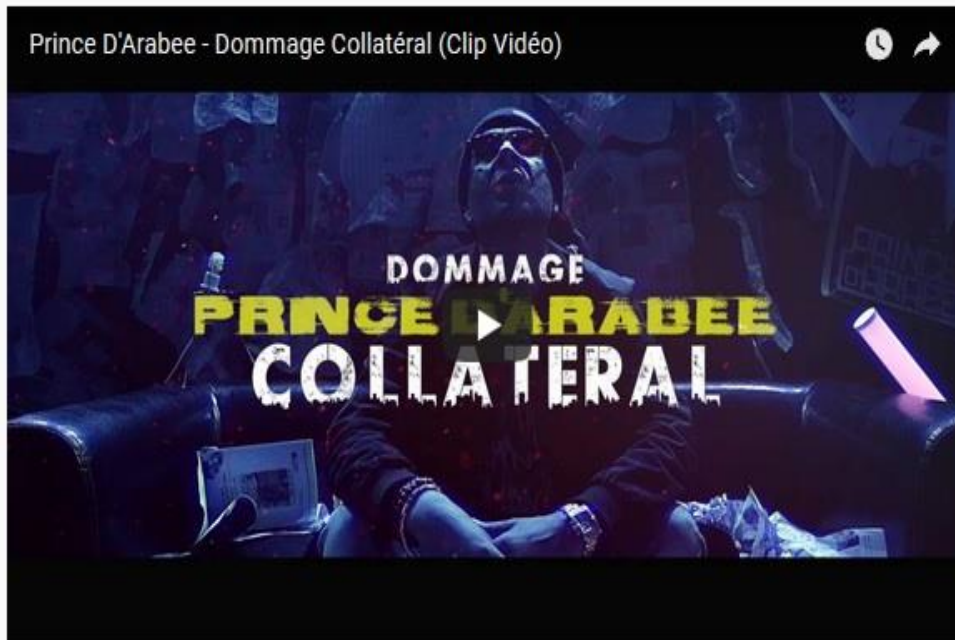 Prince D'Arabee - Dommage Collatéral (Clip Vidéo)
DOMMAGE
PRINCE D'ARABEE
COLLATERAL